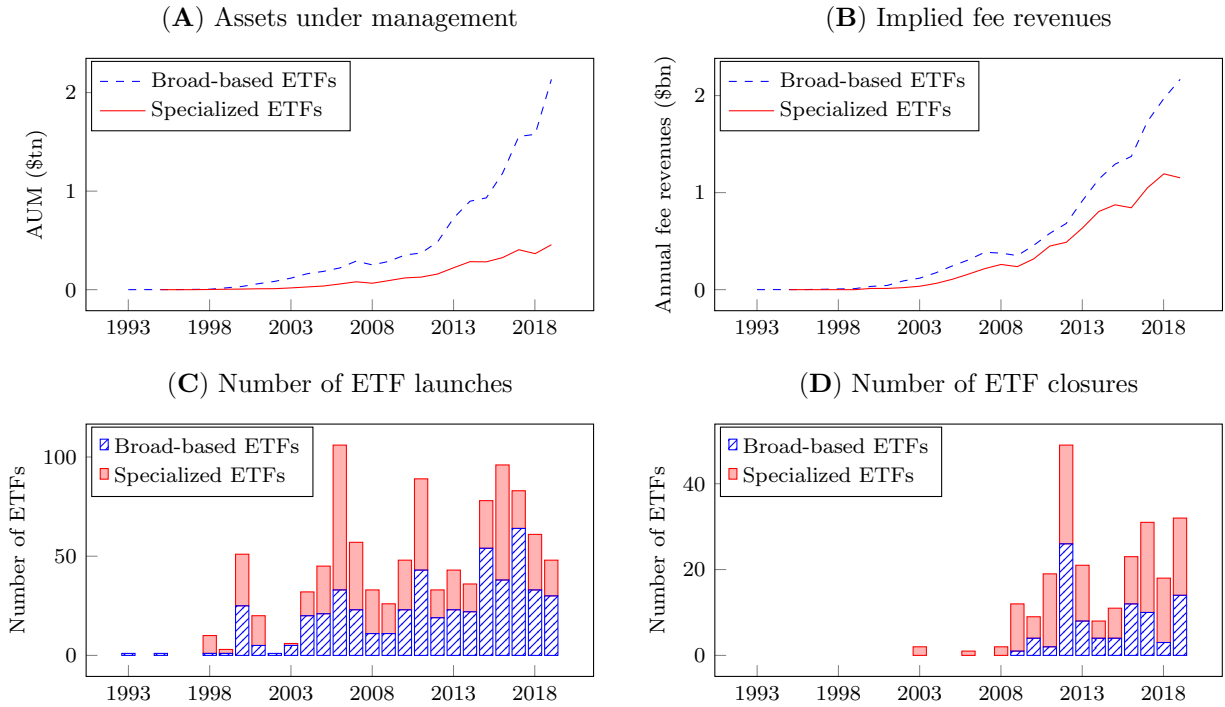 (A) Assets under management
Broad-based ETFs
Specialized ETFs
AUM ($tn)
2
1
0
1993 1998 2003 2008 2013 2018
(B) Implied fee revenues
Broad-based ETFs
Specialized ETFs
Annual fee revenues ($bn)
2
1
0
1993 1998 2003 2008 2013 2018
(C) Number of ETF launches
Broad-based ETFs
Specialized ETFs
Number of ETFs
100
50
0
1993 1998 2003 2008 2013 2018
(D) Number of ETF closures
Broad-based ETFs
Specialized ETFs
Number of ETFs
40
20
0
1993 1998 2003 2008 2013 2018